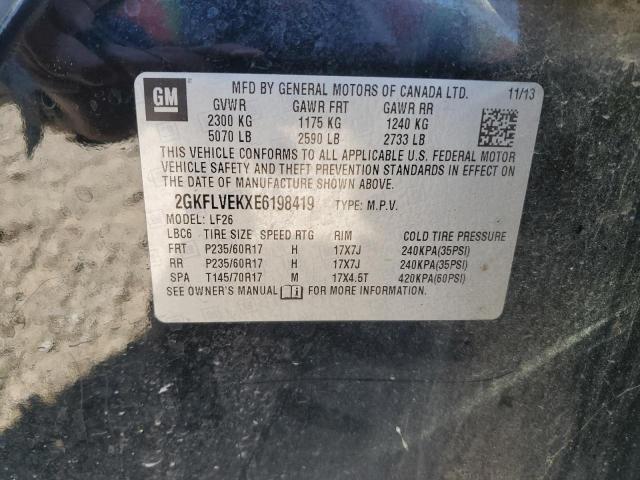 GM
MFD BY GENERAL MOTORS OF CANADA LTD. 11/13
GVWR GAWR FRT GAWR RR
2300 KG 1175 KG 1240 KG
5070 LB 2590 LB 2733 LB
THIS VEHICLE CONFORMS TO ALL APPLICABLE U.S. FEDERAL MOTOR
VEHICLE SAFETY AND THEFT PREVENTION STANDARDS IN EFFECT ON
THE DATE OF MANUFACTURE SHOWN ABOVE.
2GKFLVEKXE6198419 TYPE: M.P.V.
MODEL: LF26
LBC6 TIRE SIZE SPEED RTG RIM COLD TIRE PRESSURE
FRT P235/60R17 H 17X7J 240KPA(35PSI)
RR P235/60R17 H 17X7J 240KPA(35PSI)
SPA T145/70R17 M 17X4.5T 420KPA(60PSI)
SEE OWNER'S MANUAL FOR MORE INFORMATION.